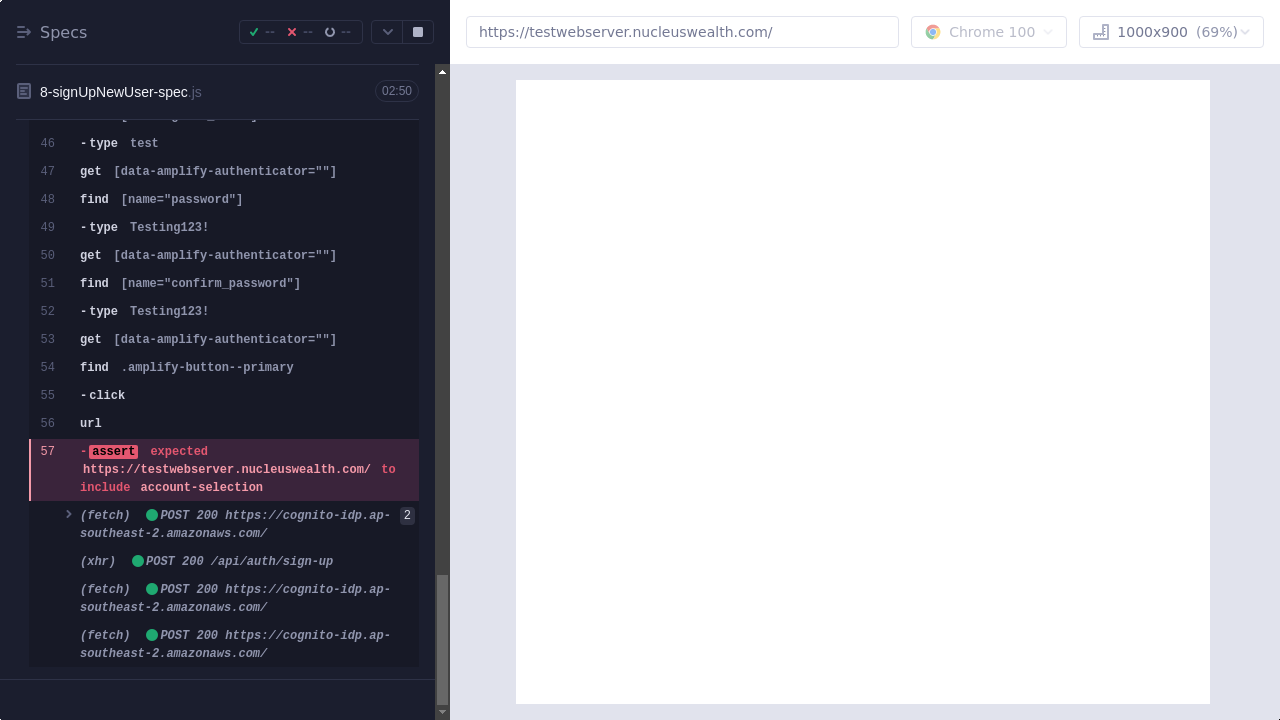 Specs
-- -- --
8-signUpNewUser-spec.js 02:50
46 -type test
47 get [data-amplify-authenticator=""]
48 find [name="password"]
49 -type Testing123!
50 get [data-amplify-authenticator=""]
51 find [name="confirm_password"]
52 -type Testing123!
53 get [data-amplify-authenticator=""]
54 find .amplify-button--primary
55 -click
56 url
57 -assert expected
https://testwebserver.nucleuswealth.com/ to
include account-selection
(fetch) POST 200 https://cognito-idp.ap- 2
southeast-2.amazonaws.com/
(xhr) POST 200 /api/auth/sign-up
(fetch) POST 200 https://cognito-idp.ap-
southeast-2.amazonaws.com/
(fetch) POST 200 https://cognito-idp.ap-
southeast-2.amazonaws.com/
https://testwebserver.nucleuswealth.com/
Chrome 100
1000x900 (69%)